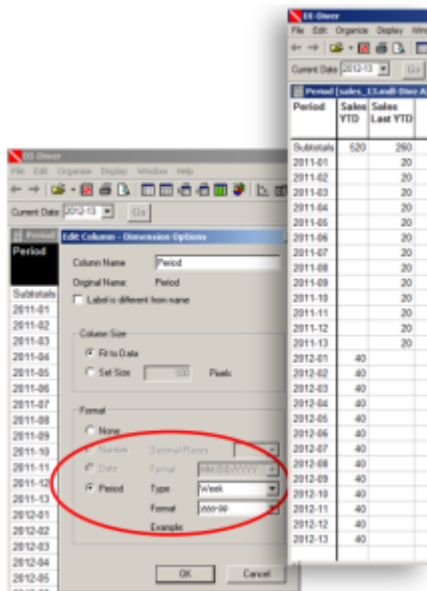 DI-Diver
File Edit Organize Display Window
Current Date 2012-13 Go
Period [sales_13.mdl-Dive A
Period Sales YTD Sales Last YTD
Subtotals 520 260
2011-01 20
2011-02 20
2011-03 20
2011-04 20
2011-05 20
2011-06 20
2011-07 20
2011-08 20
2011-09 20
2011-10 20
2011-11 20
2011-12 20
2011-13 20
2012-01 40
2012-02 40
2012-03 40
2012-04 40
2012-05 40
2012-06 40
2012-07 40
2012-08 40
2012-09 40
2012-10 40
2012-11 40
2012-12 40
2012-13 40
DI-Diver
File Edit Organize Display Window Help
Current Date 2012-13 Go
Period
Period
Subtotals
2011-01
2011-02
2011-03
2011-04
2011-05
2011-06
2011-07
2011-08
2011-09
2011-10
2011-11
2011-12
2011-13
2012-01
2012-02
2012-03
2012-04
2012-05
Edit Column - Dimension Options
Column Name Period
Original Name: Period
Label is different from name
Column Size
Fit to Data
Set Size 100 Pixels
Format
None
Number Decimal Places
Date Format MM/DD/YYYY
Period Type Week
Format yyyy-pp
Example:
OK Cancel